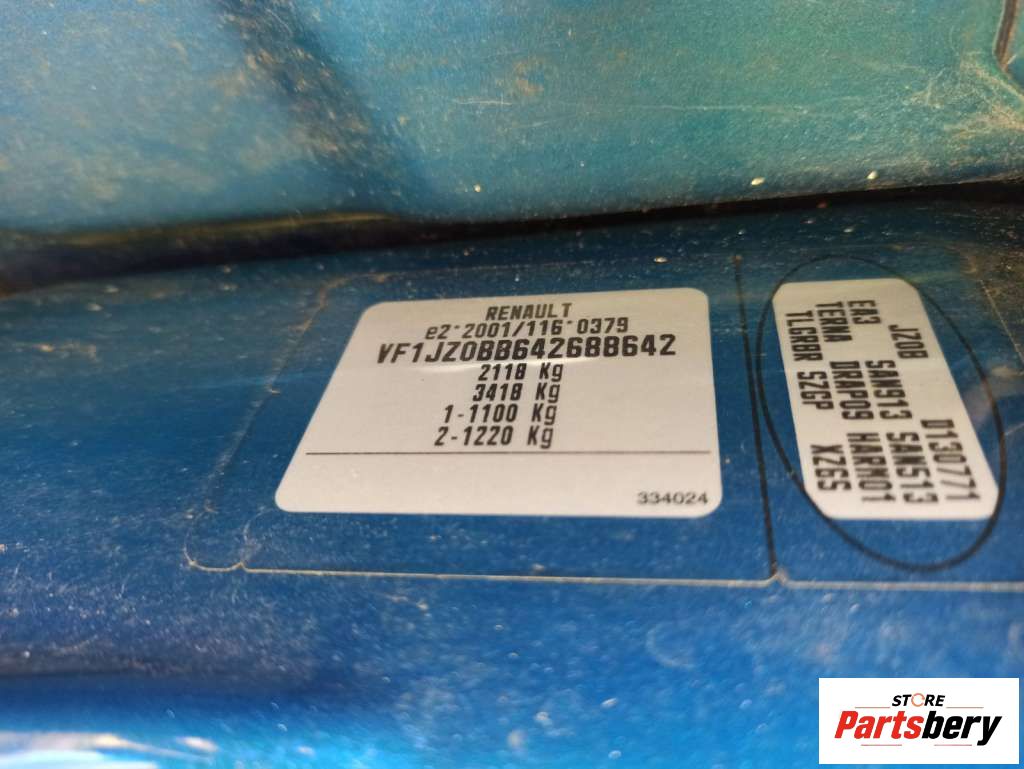 RENAULT
e2*2001/116*0379
VF1JZ0BB642688642
2118 Kg
3418 Kg
1-1100 Kg
2-1220 Kg
334024
JZ0B D130771
EA3 SAN913 SAN513
TEKNA DRAP09 HARM01
TLGRBR SZGP XZ6S
STORE
Partsbery